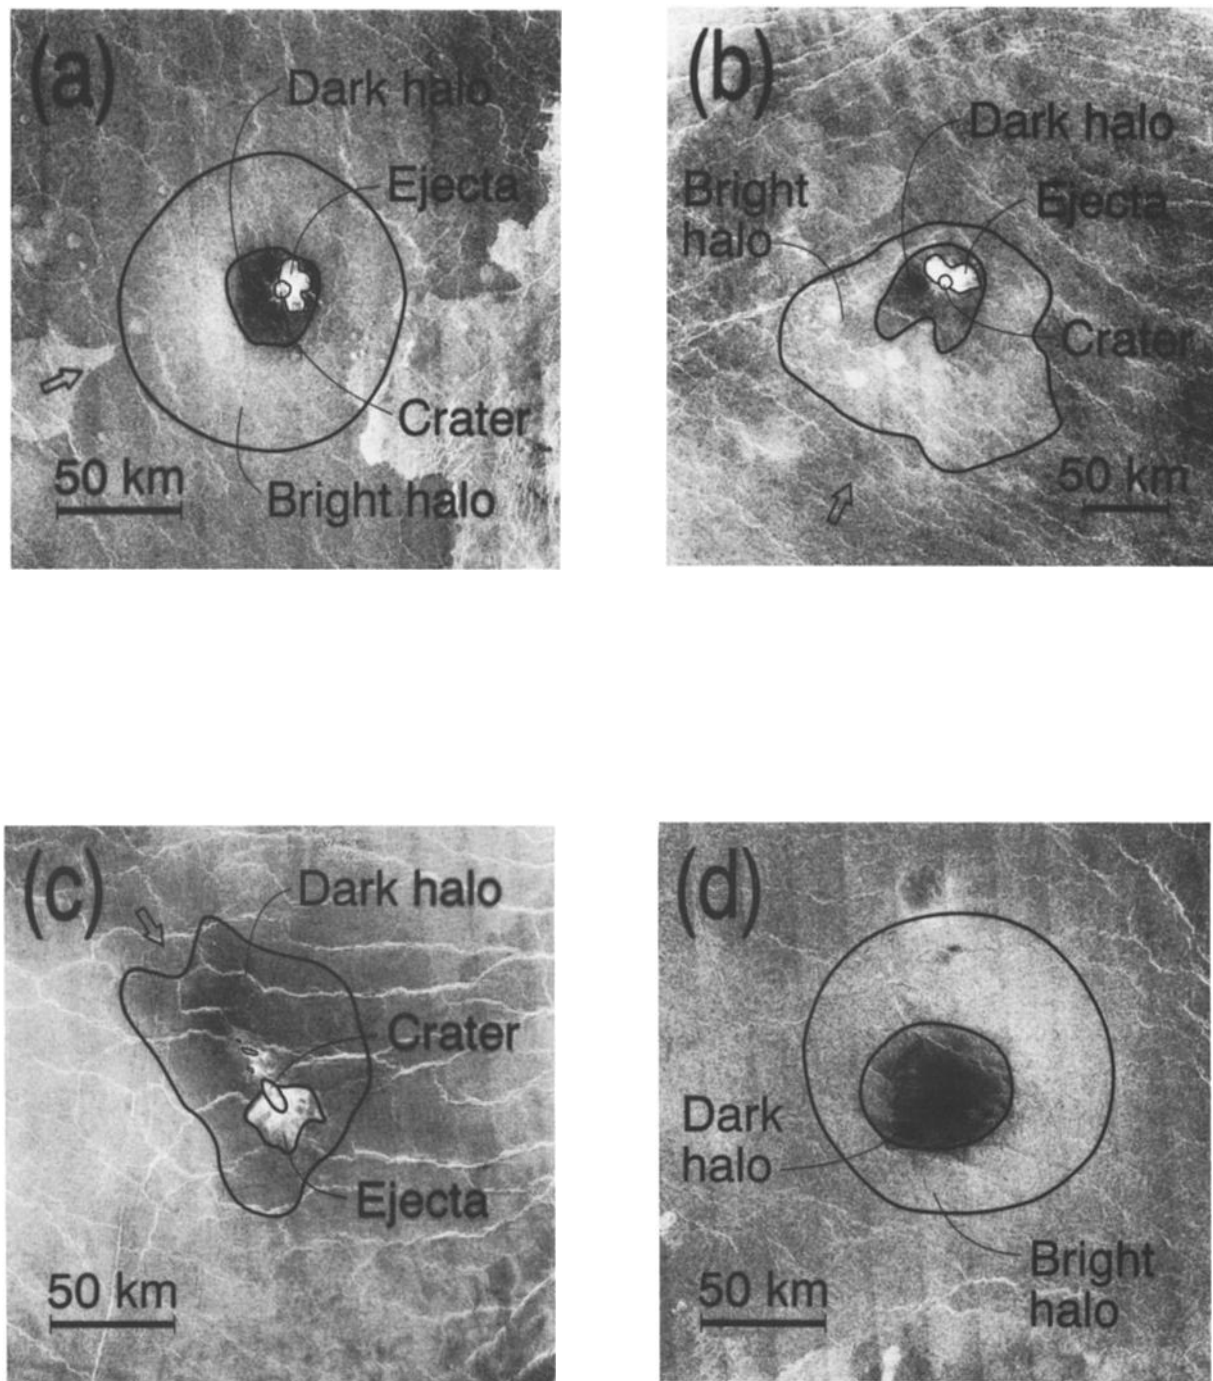 (a)
Dark halo
Ejecta
Crater
50 km
Bright halo
(b)
Dark halo
Bright
halo
Ejecta
Crater
50 km
(c)
Dark halo
Crater
Ejecta
50 km
(d)
Dark
halo
Bright
halo
50 km